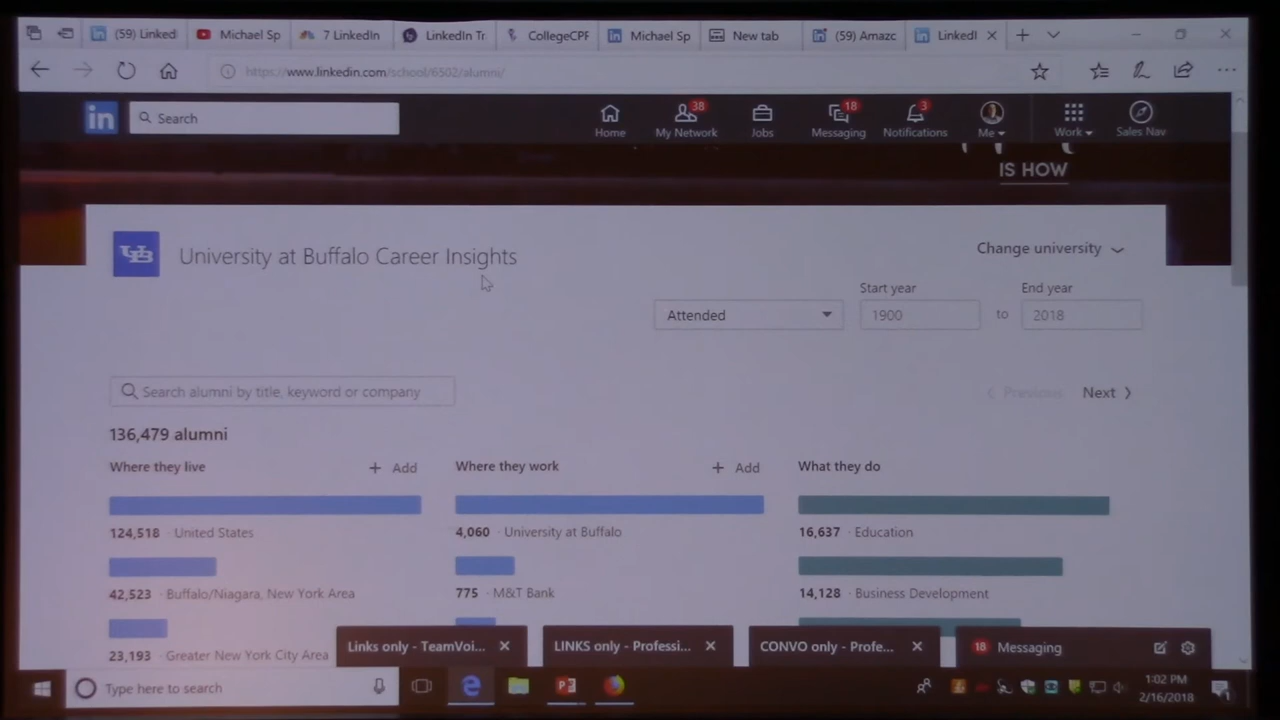 (59) Linked
Michael Sp
7 LinkedIn
LinkedIn Tr
CollegeCPF
Michael Sp
New tab
(59) Amazc
LinkedI
https://www.linkedin.com/school/6502/alumni/
in
Search
Home
38
My Network
Jobs
18
Messaging
3
Notifications
Me
Work
Sales Nav
IS HOW
UB
University at Buffalo Career Insights
Change university
Start year
End year
Attended
1900
to
2018
Search alumni by title, keyword or company
Previous
Next
136,479 alumni
Where they live
+ Add
Where they work
+ Add
What they do
124,518 · United States
4,060 · University at Buffalo
16,637 · Education
42,523 · Buffalo/Niagara, New York Area
775 · M&T Bank
14,128 · Business Development
23,193 · Greater New York City Area
Links only - TeamVoi...
LINKS only - Professi...
CONVO only - Profe...
18 Messaging
Type here to search
1:02 PM
2/16/2018